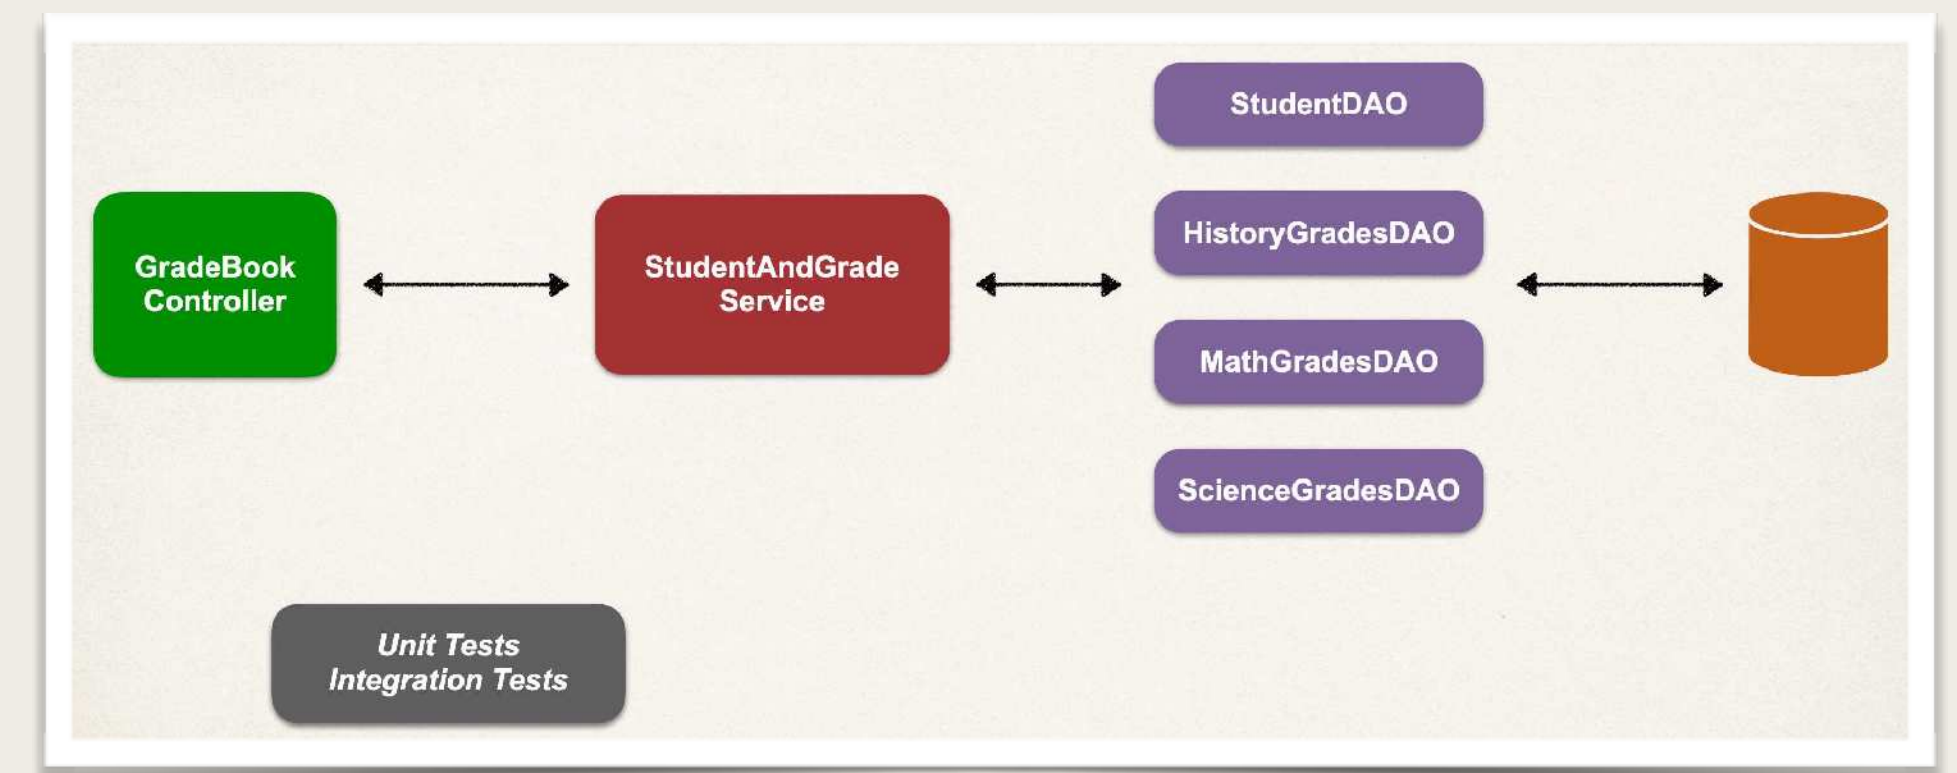 StudentDAO
GradeBook
Controller
StudentAndGrade
Service
HistoryGradesDAO
MathGradesDAO
ScienceGradesDAO
Unit Tests
Integration Tests